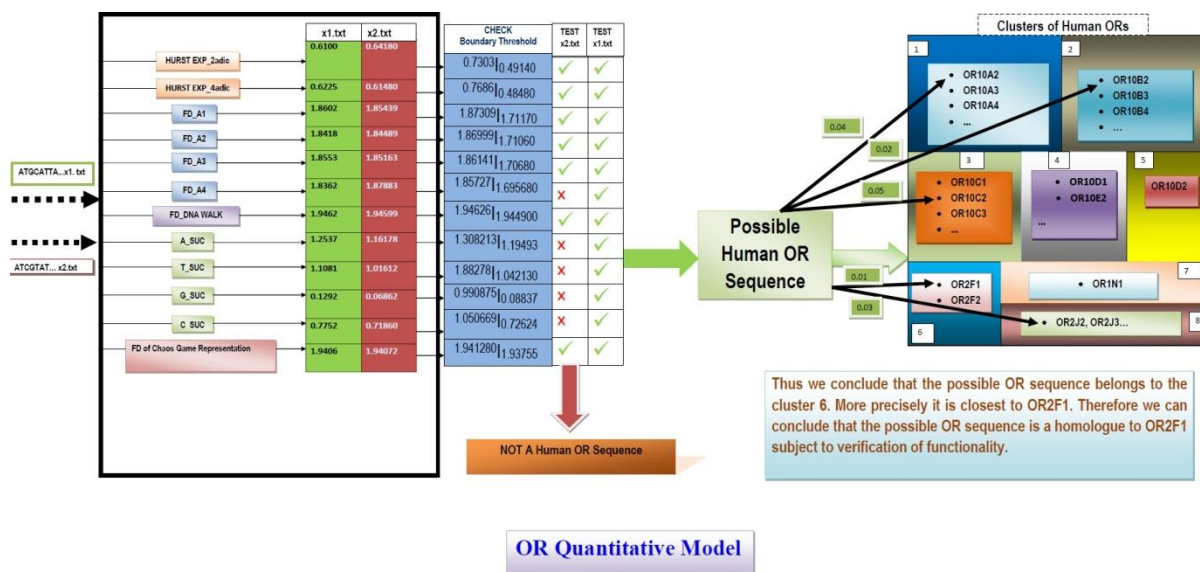 x1.txt x2.txt
CHECK
Boundary Threshold
TEST
x2.txt
TEST
x1.txt
HURST EXP_2adic 0.6100 0.64180 0.7303|0.49140 ✓ ✓
HURST EXP_4adic 0.6225 0.61480 0.7686|0.48480 ✓ ✓
FD_A1 1.8602 1.85439 1.87309|1.71170 ✓ ✓
FD_A2 1.8418 1.84489 1.86999|1.71060 ✓ ✓
FD_A3 1.8553 1.85163 1.86141|1.70680 ✓ ✓
FD_A4 1.8362 1.87883 1.85727|1.695680 x ✓
FD_DNA WALK 1.9462 1.94599 1.94626|1.944900 ✓ ✓
A_SUC 1.2537 1.16178 1.308213|1.19493 x ✓
T_SUC 1.1081 1.01612 1.88278|1.042130 x ✓
G_SUC 0.1292 0.06862 0.990875|0.08837 x ✓
C_SUC 0.7752 0.71860 1.050669|0.72624 x ✓
FD of Chaos Game Representation 1.9406 1.94072 1.941280|1.93755 ✓ ✓
ATGCATTA...x1. txt
ATCGTAT... x2.txt
NOT A Human OR Sequence
Possible
Human OR
Sequence
0.04
0.02
0.05
0.01
0.03
Clusters of Human ORs
1
• OR10A2
• OR10A3
• OR10A4
• ...
2
• OR10B2
• OR10B3
• OR10B4
• ...
3
• OR10C1
• OR10C2
• OR10C3
• ...
4
• OR10D1
• OR10E2
...
5
OR10D2
• OR2F1
• OR2F2
6
7
• OR1N1
• OR2J2, OR2J3...
8
Thus we conclude that the possible OR sequence belongs to the
cluster 6. More precisely it is closest to OR2F1. Therefore we can
conclude that the possible OR sequence is a homologue to OR2F1
subject to verification of functionality.
OR Quantitative Model